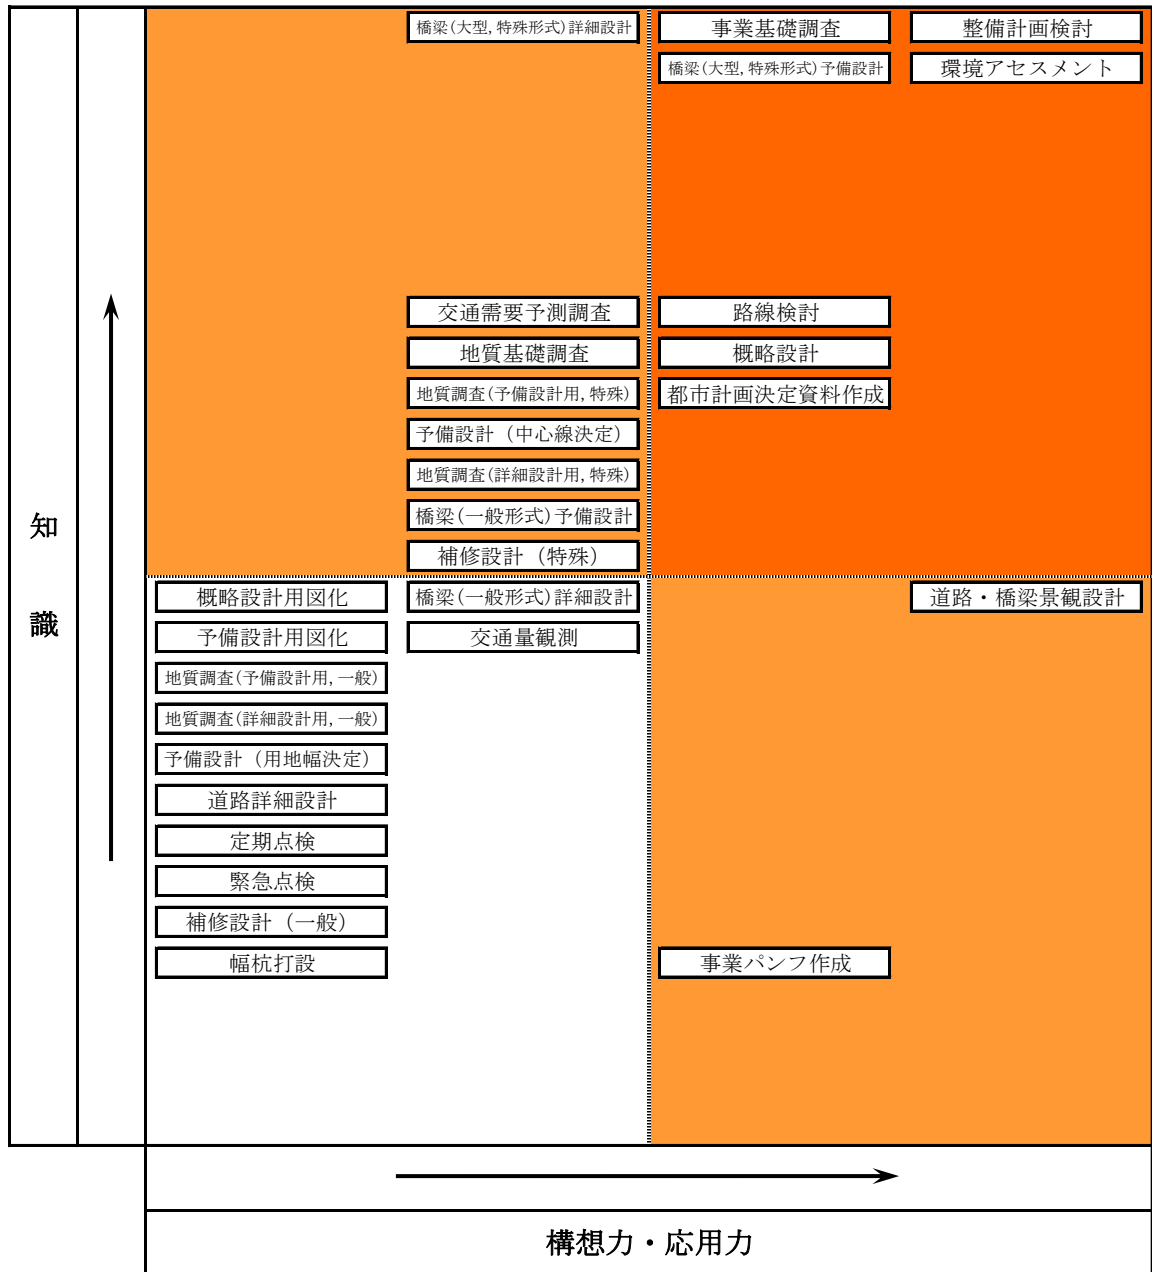 橋梁(大型,特殊形式)詳細設計
事業基礎調査
整備計画検討
橋梁(大型,特殊形式)予備設計
環境アセスメント
交通需要予測調査
路線検討
地質基礎調査
概略設計
地質調査(予備設計用,特殊)
都市計画決定資料作成
予備設計（中心線決定）
地質調査(詳細設計用,特殊)
橋梁(一般形式)予備設計
補修設計（特殊）
知識
概略設計用図化
橋梁(一般形式)詳細設計
道路・橋梁景観設計
予備設計用図化
交通量観測
地質調査(予備設計用,一般)
地質調査(詳細設計用,一般)
予備設計（用地幅決定）
道路詳細設計
定期点検
緊急点検
補修設計（一般）
幅杭打設
事業パンフ作成
構想力・応用力